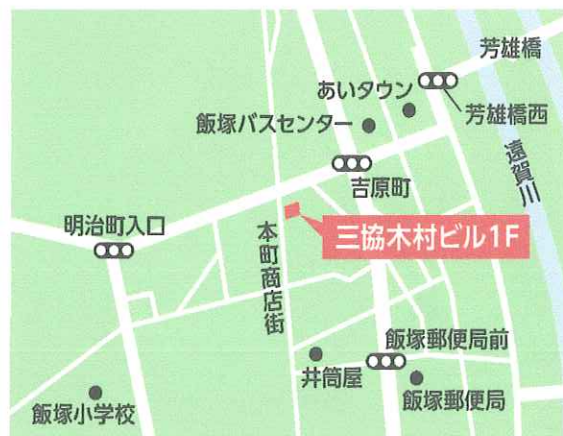 芳雄橋
あいタウン
飯塚バスセンター
芳雄橋西
遠賀川
吉原町
明治町入口
三協木村ビル1F
本町商店街
飯塚郵便局前
井筒屋
飯塚郵便局
飯塚小学校